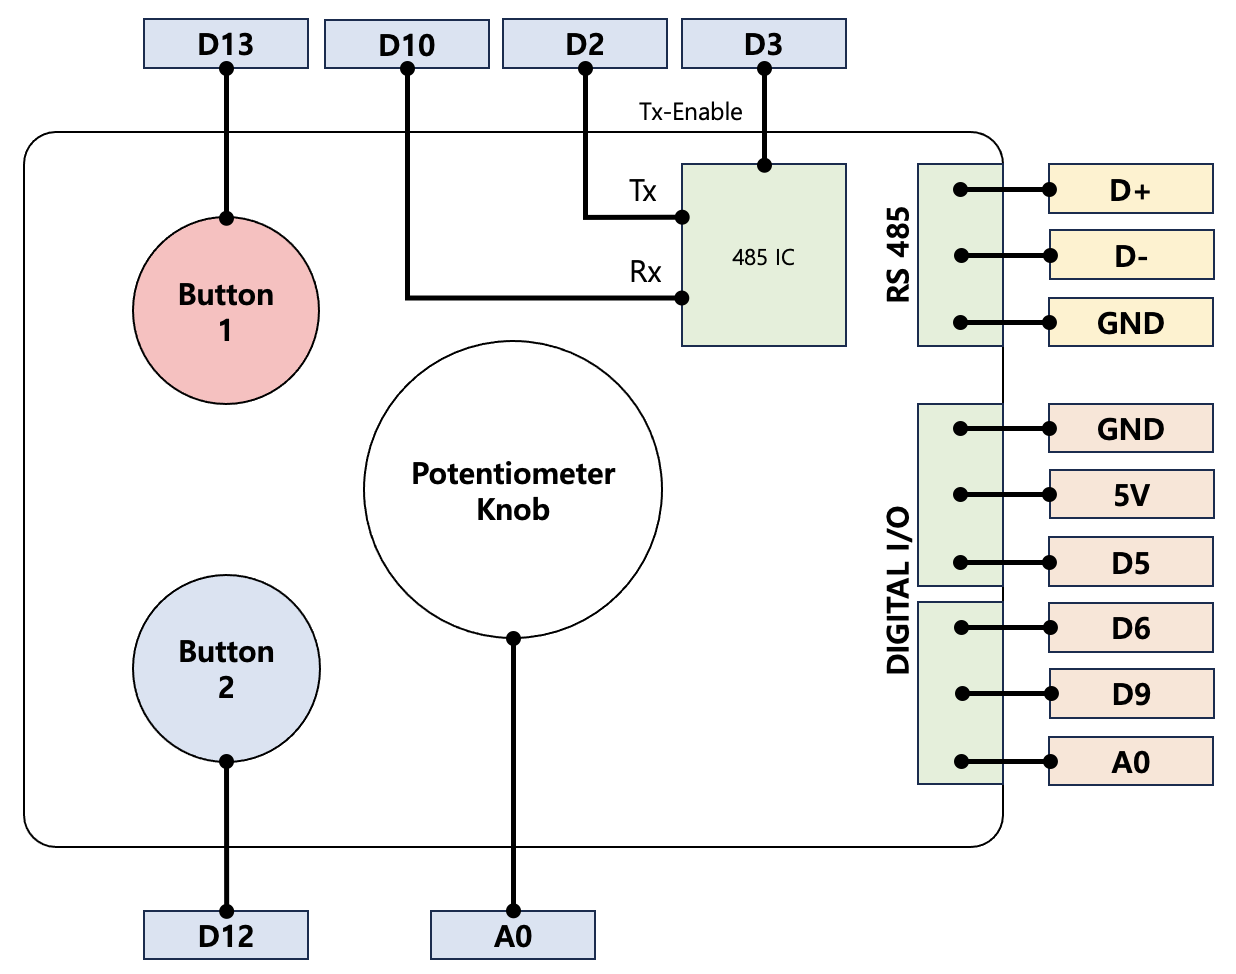 D13
D10
D2
D3
Tx-Enable
Tx
Rx
485 IC
RS 485
D+
D-
GND
Button
1
Potentiometer
Knob
DIGITAL I/O
GND
5V
D5
D6
D9
A0
Button
2
D12
A0